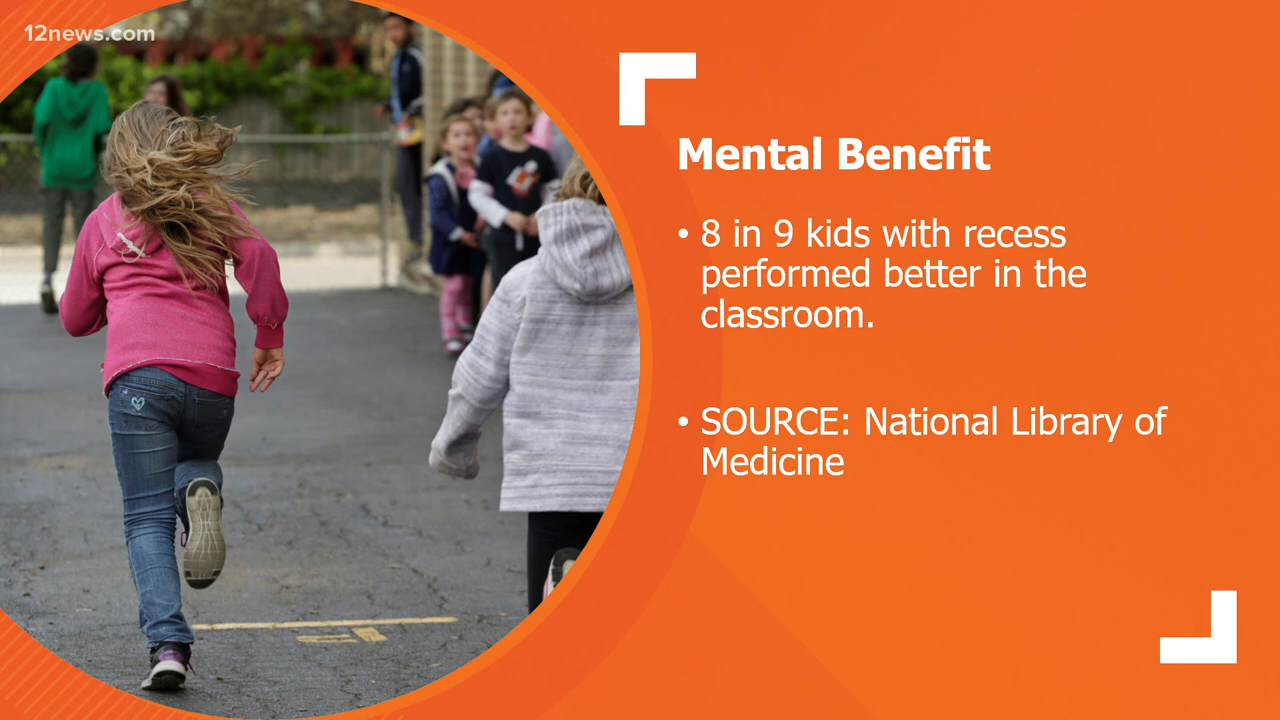 12news.com
Mental Benefit
• 8 in 9 kids with recess
performed better in the
classroom.
• SOURCE: National Library of
Medicine